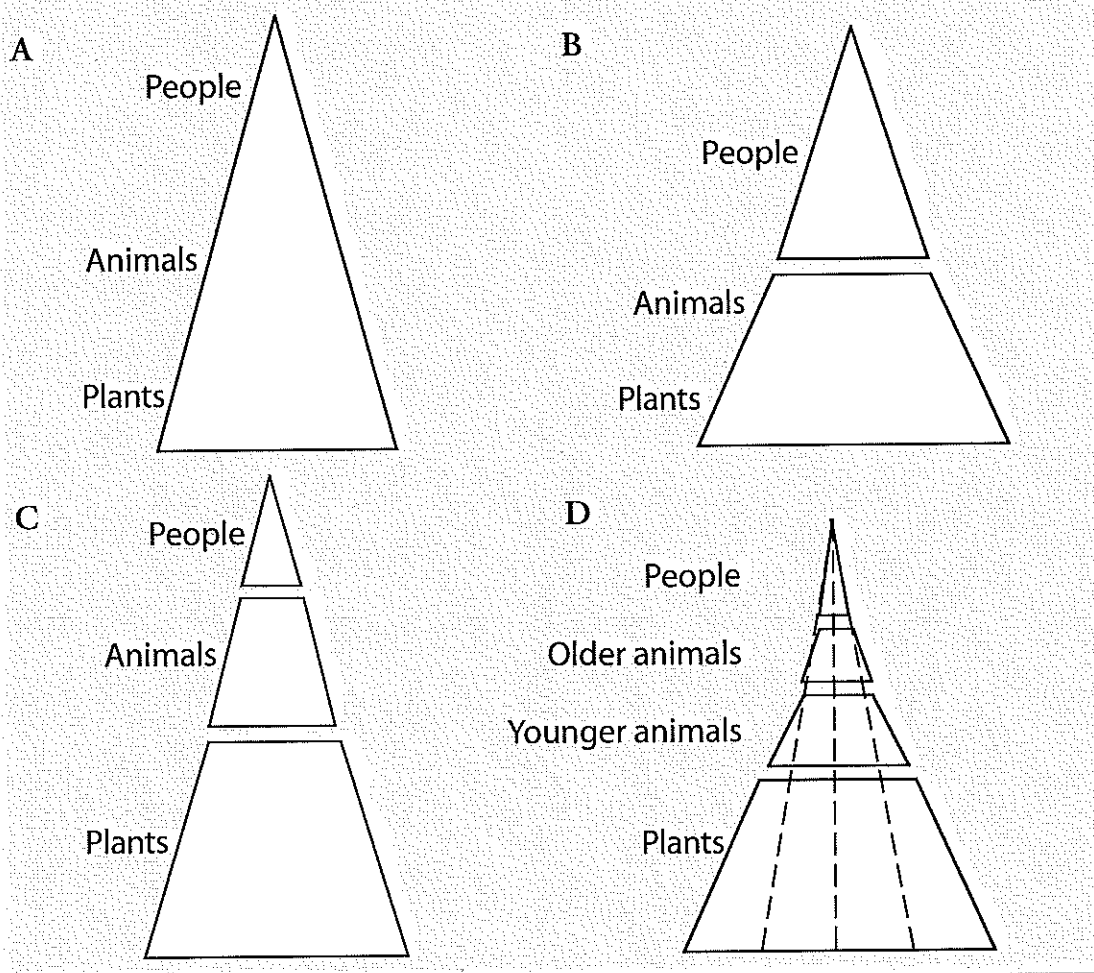 A
People
Animals
Plants
B
People
Animals
Plants
C
People
Animals
Plants
D
People
Older animals
Younger animals
Plants